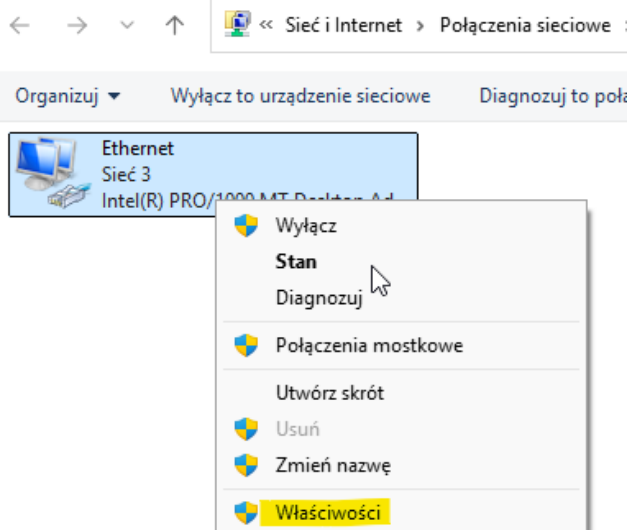 « Sieć i Internet › Połączenia sieciowe
Organizuj Wyłącz to urządzenie sieciowe Diagnozuj to poł
Ethernet
Sieć 3
Intel(R) PRO/1000 MT Desktop Ad
Wyłącz
Stan
Diagnozuj
Połączenia mostkowe
Utwórz skrót
Usuń
Zmień nazwę
Właściwości